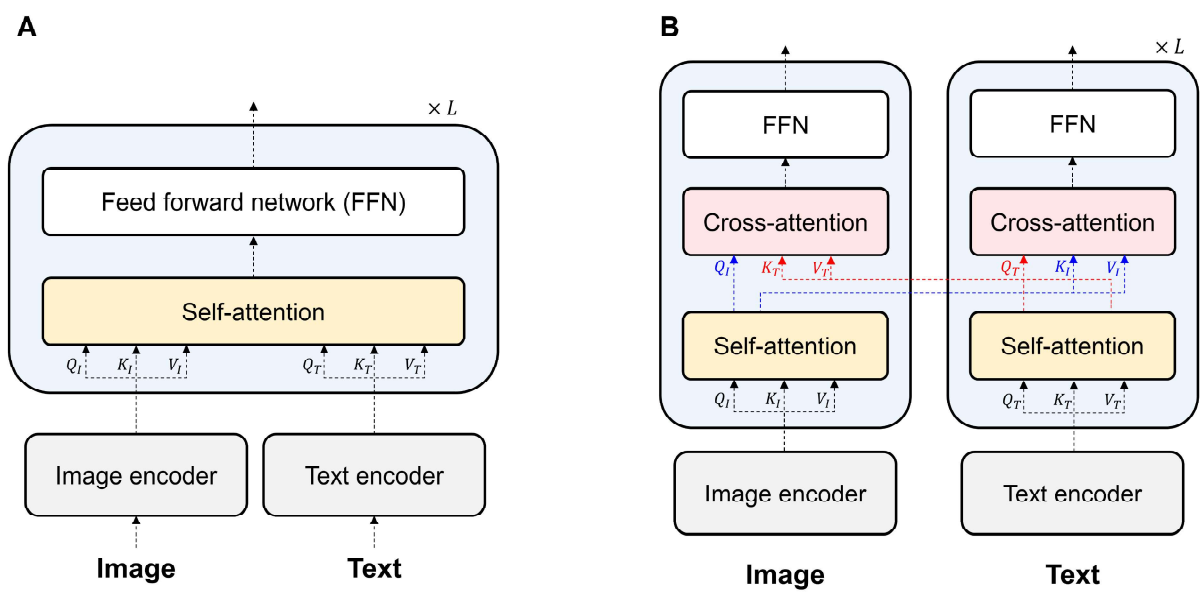 A
× L
Feed forward network (FFN)
Self-attention
Q_I K_I V_I Q_T K_T V_T
Image encoder Text encoder
Image Text
B
× L
FFN FFN
Cross-attention Cross-attention
Q_I K_T V_T Q_T K_I V_I
Self-attention Self-attention
Q_I K_I V_I Q_T K_T V_T
Image encoder Text encoder
Image Text